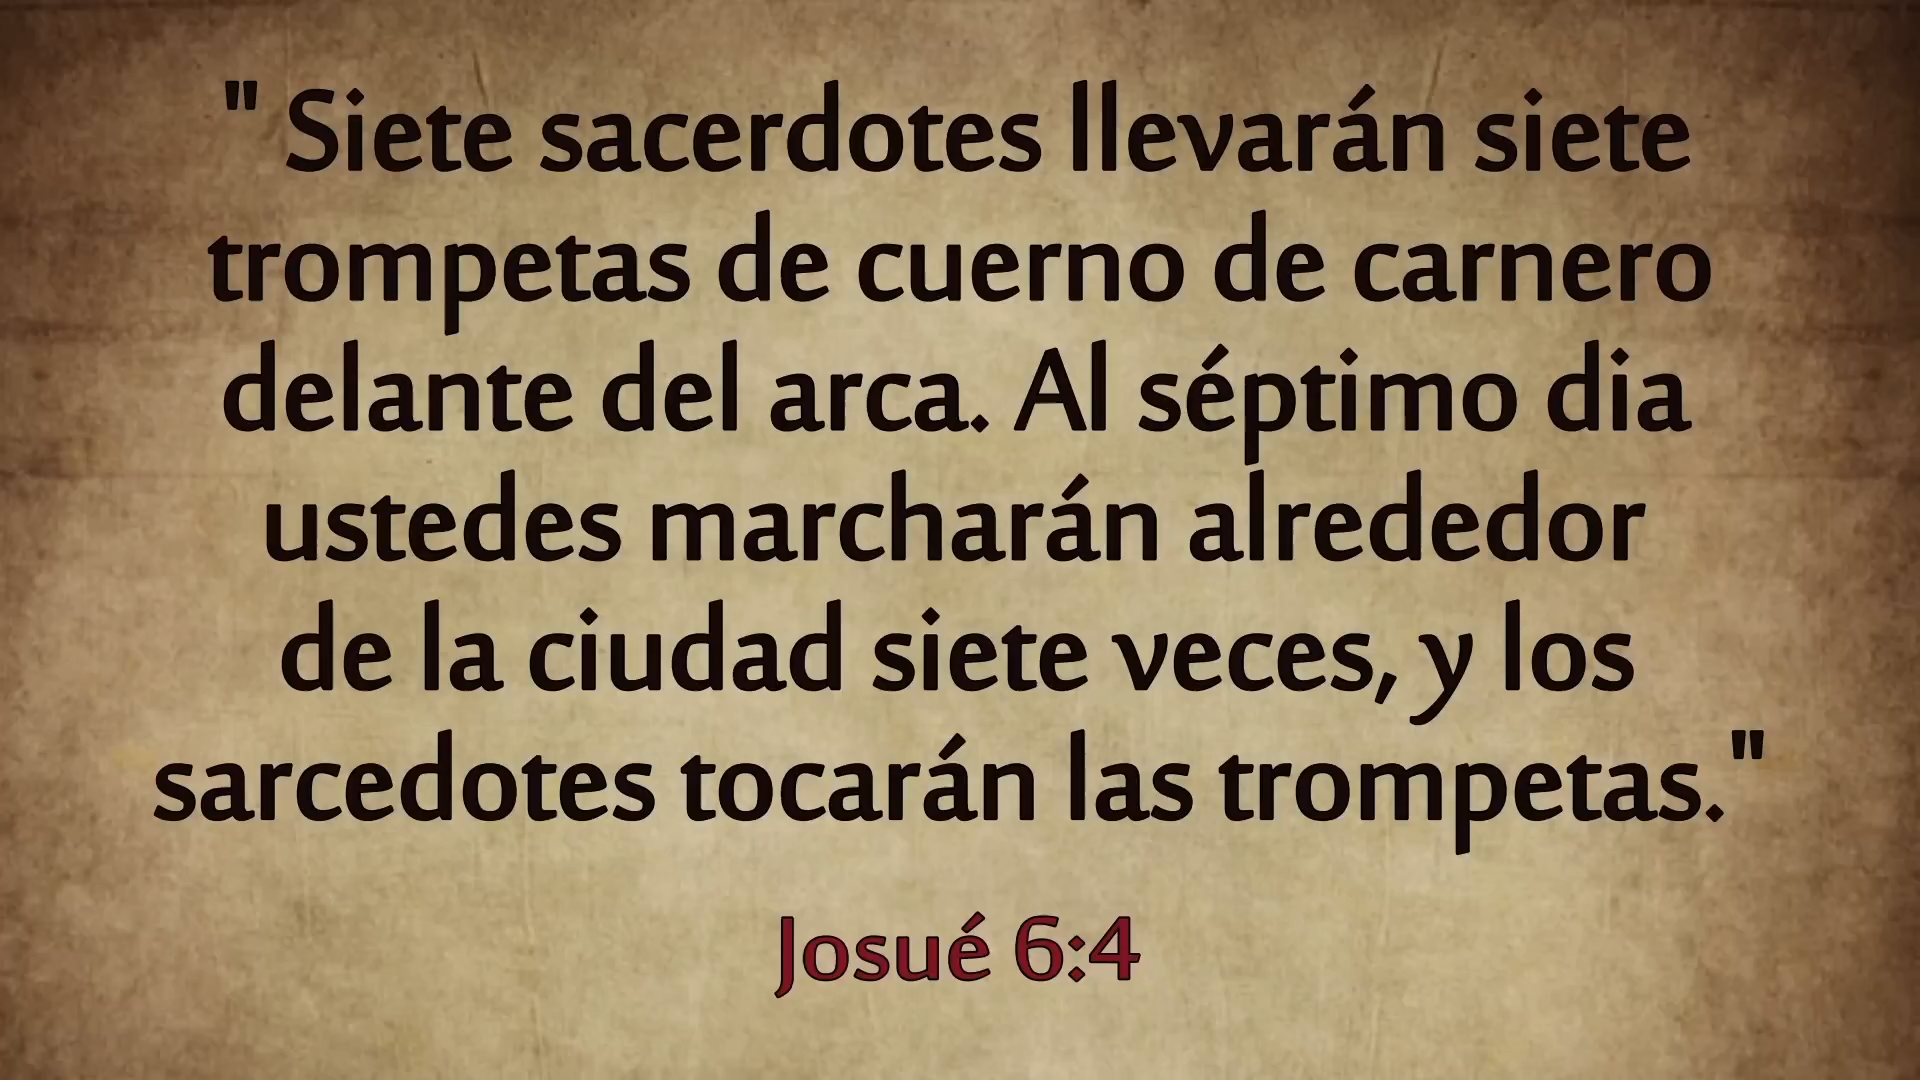 " Siete sacerdotes llevarán siete
trompetas de cuerno de carnero
delante del arca. Al séptimo dia
ustedes marcharán alrededor
de la ciudad siete veces, y los
sarcedotes tocarán las trompetas."
Josué 6:4